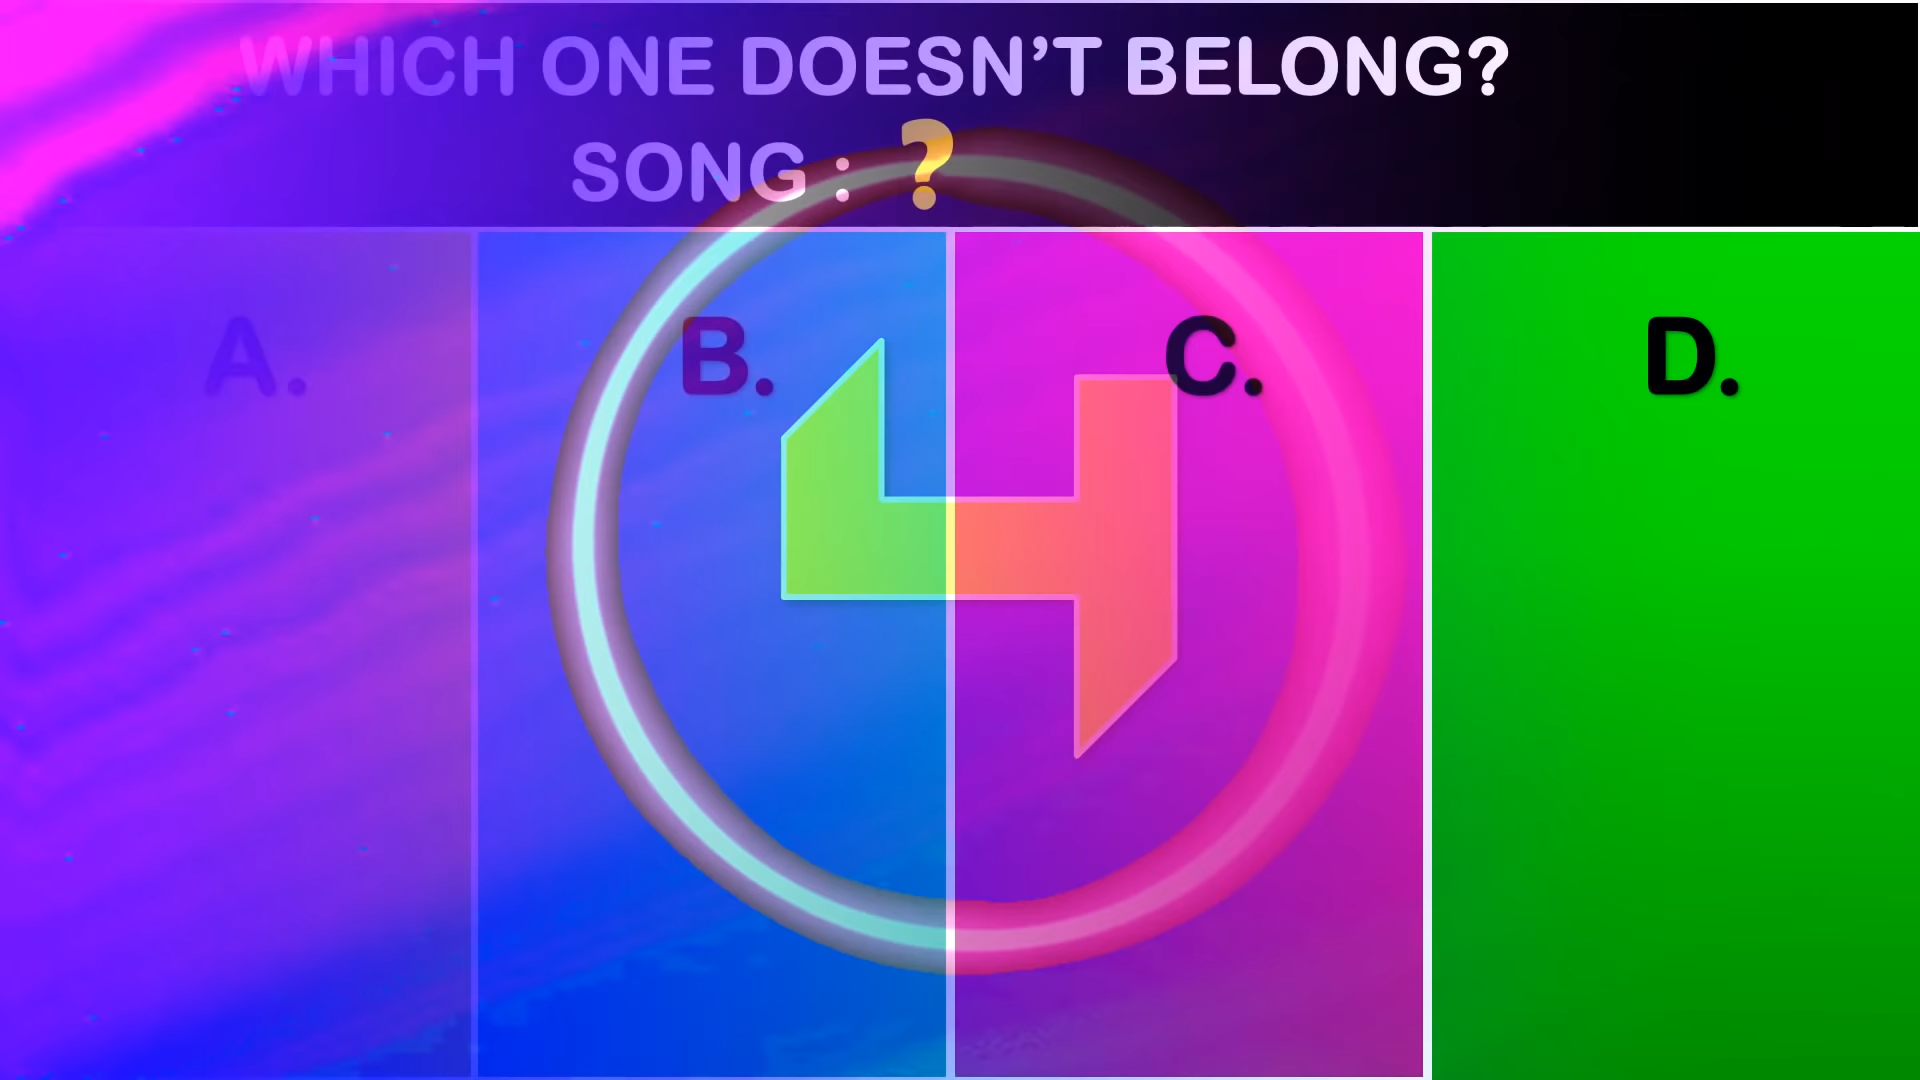 WHICH ONE DOESN’T BELONG?
SONG : ?
A. B. C. D.